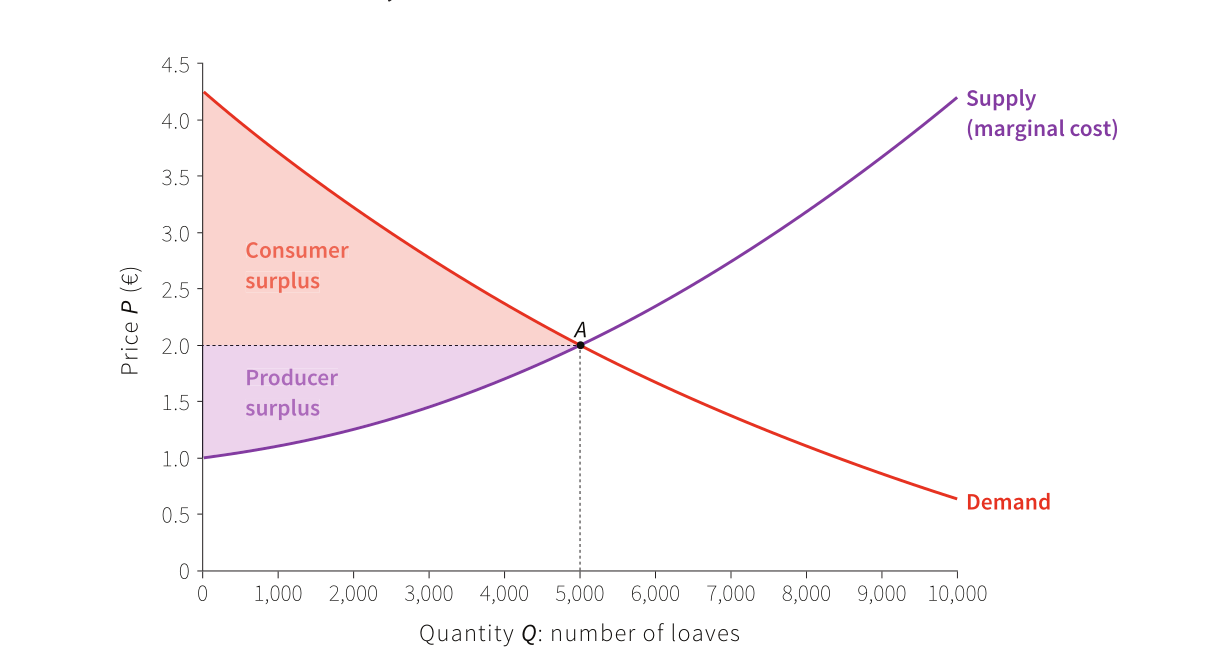 4.5
4.0
3.5
3.0
2.5
2.0
1.5
1.0
0.5
0
Price P (€)
Supply
(marginal cost)
Consumer
surplus
A
Producer
surplus
Demand
0 1,000 2,000 3,000 4,000 5,000 6,000 7,000 8,000 9,000 10,000
Quantity Q: number of loaves